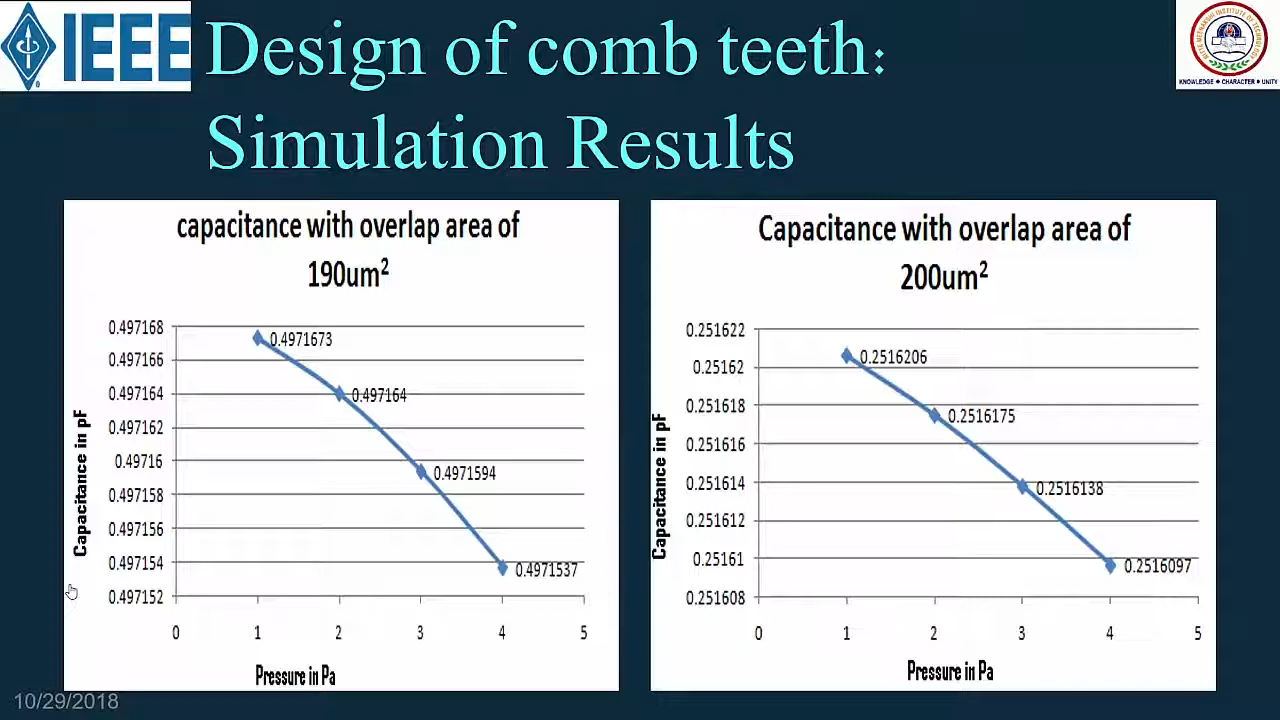 IEEE
Design of comb teeth:
Simulation Results
KNOWLEDGE ● CHARACTER ● UNITY
capacitance with overlap area of
190um²
0.497168
0.497166
0.497164
0.497162
0.49716
0.497158
0.497156
0.497154
0.497152
0.4971673
0.497164
0.4971594
0.4971537
0 1 2 3 4 5
Capacitance in pF
Pressure in Pa
Capacitance with overlap area of
200um²
0.251622
0.25162
0.251618
0.251616
0.251614
0.251612
0.25161
0.251608
0.2516206
0.2516175
0.2516138
0.2516097
0 1 2 3 4 5
Capacitance in pF
Pressure in Pa
10/29/2018